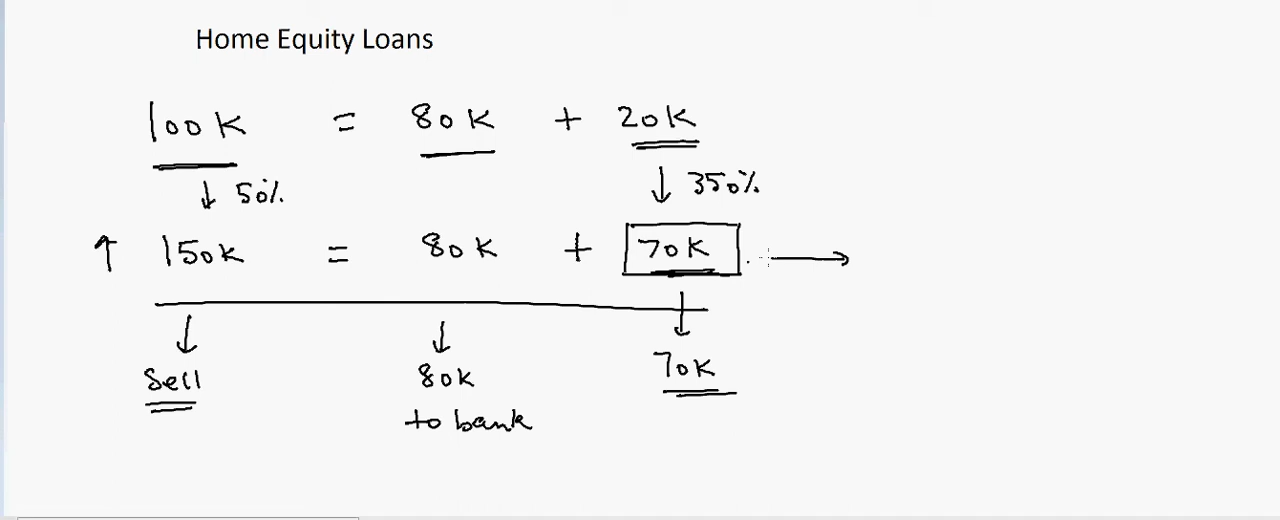 Home Equity Loans
100K = 80K + 20K
↓ 50% ↓ 350%
↑ 150K = 80K + 70K →
↓ ↓ ↓
Sell 80K 70K
to bank